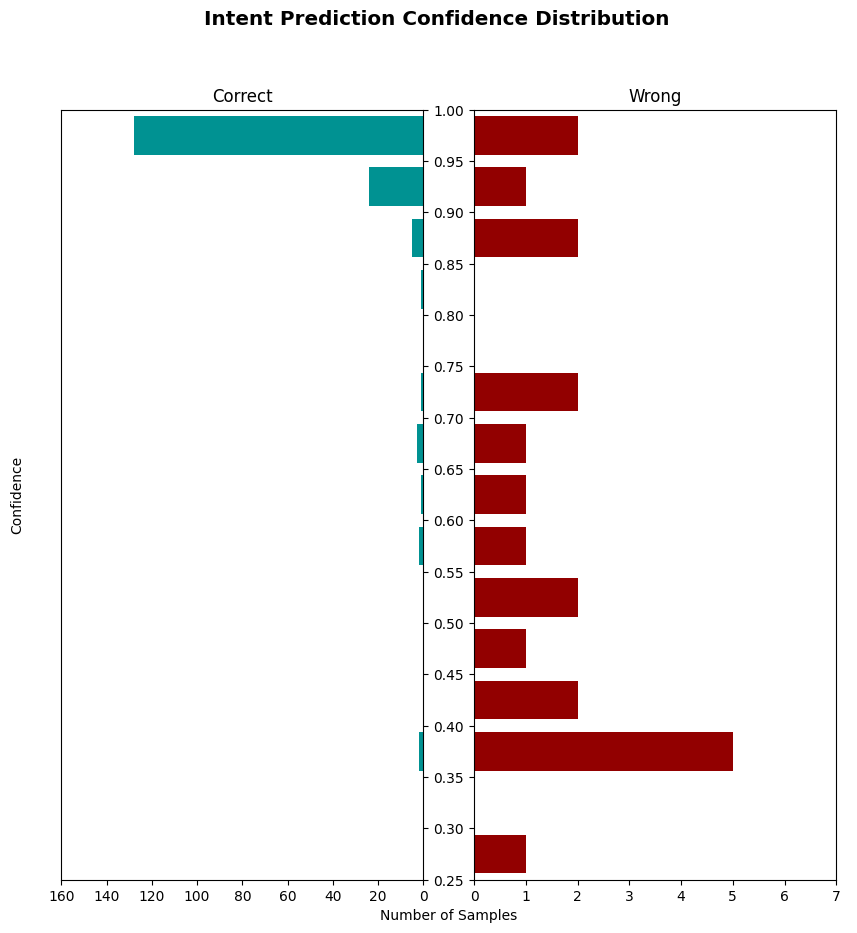 Intent Prediction Confidence Distribution
Correct
Wrong
1.00
0.95
0.90
0.85
0.80
0.75
0.70
0.65
0.60
0.55
0.50
0.45
0.40
0.35
0.30
0.25
Confidence
160 140 120 100 80 60 40 20 0
0 1 2 3 4 5 6 7
Number of Samples